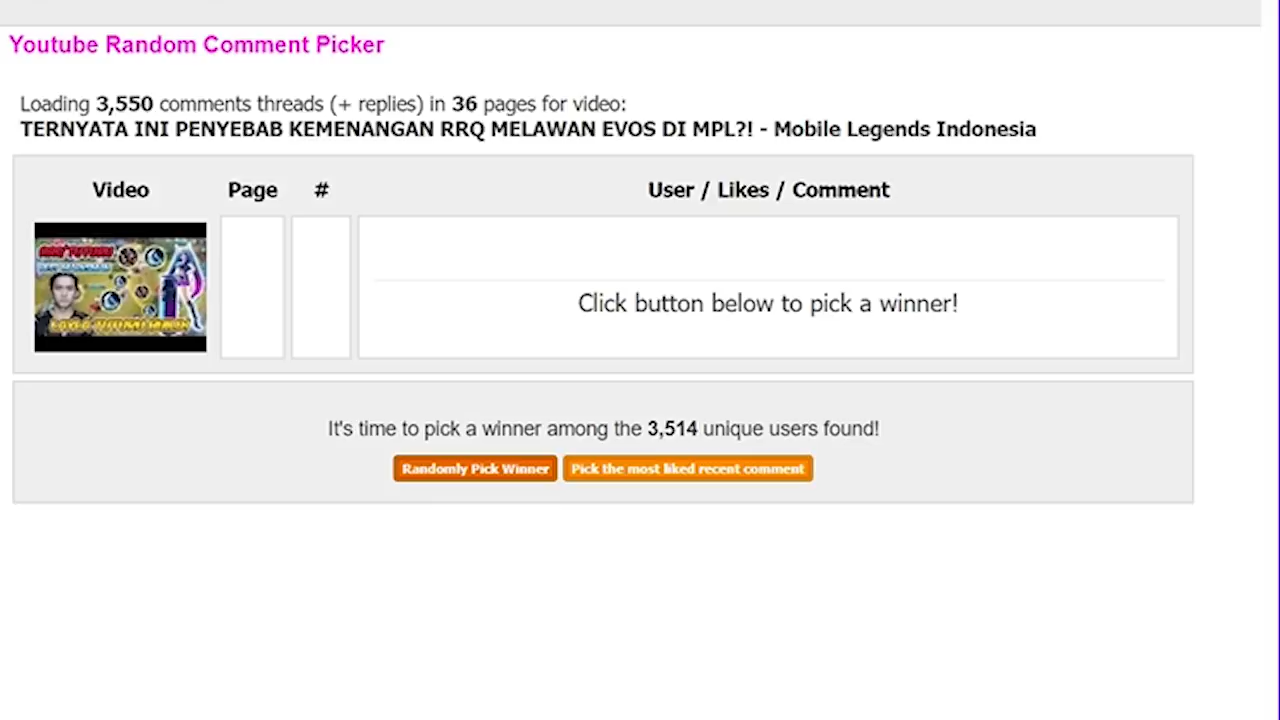 Youtube Random Comment Picker
Loading 3,550 comments threads (+ replies) in 36 pages for video:
TERNYATA INI PENYEBAB KEMENANGAN RRQ MELAWAN EVOS DI MPL?! - Mobile Legends Indonesia
Video Page # User / Likes / Comment
Click button below to pick a winner!
It's time to pick a winner among the 3,514 unique users found!
Randomly Pick Winner Pick the most liked recent comment